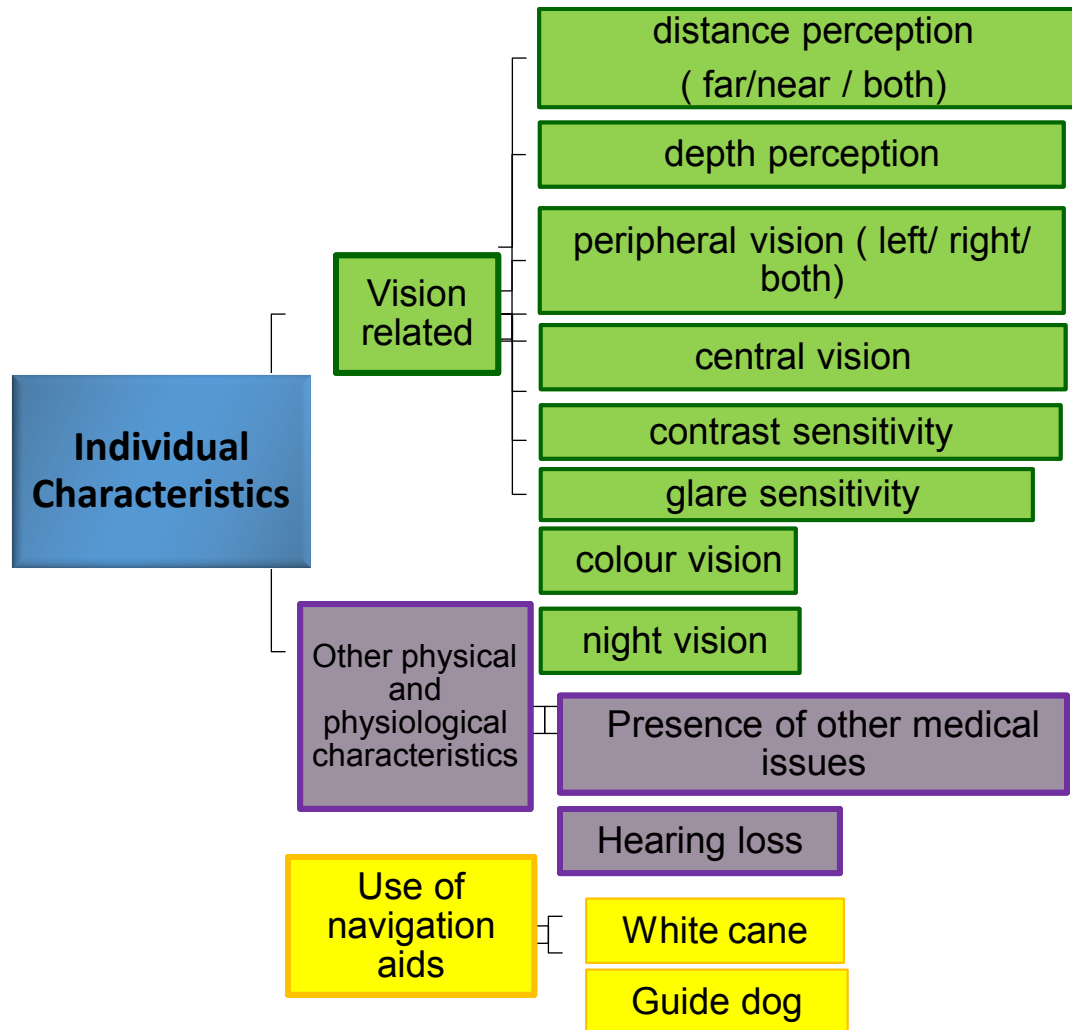 Individual
Characteristics
Vision
related
distance perception
( far/near / both)
depth perception
peripheral vision ( left/ right/
both)
central vision
contrast sensitivity
glare sensitivity
colour vision
night vision
Other physical
and
physiological
characteristics
Presence of other medical
issues
Hearing loss
Use of
navigation
aids
White cane
Guide dog